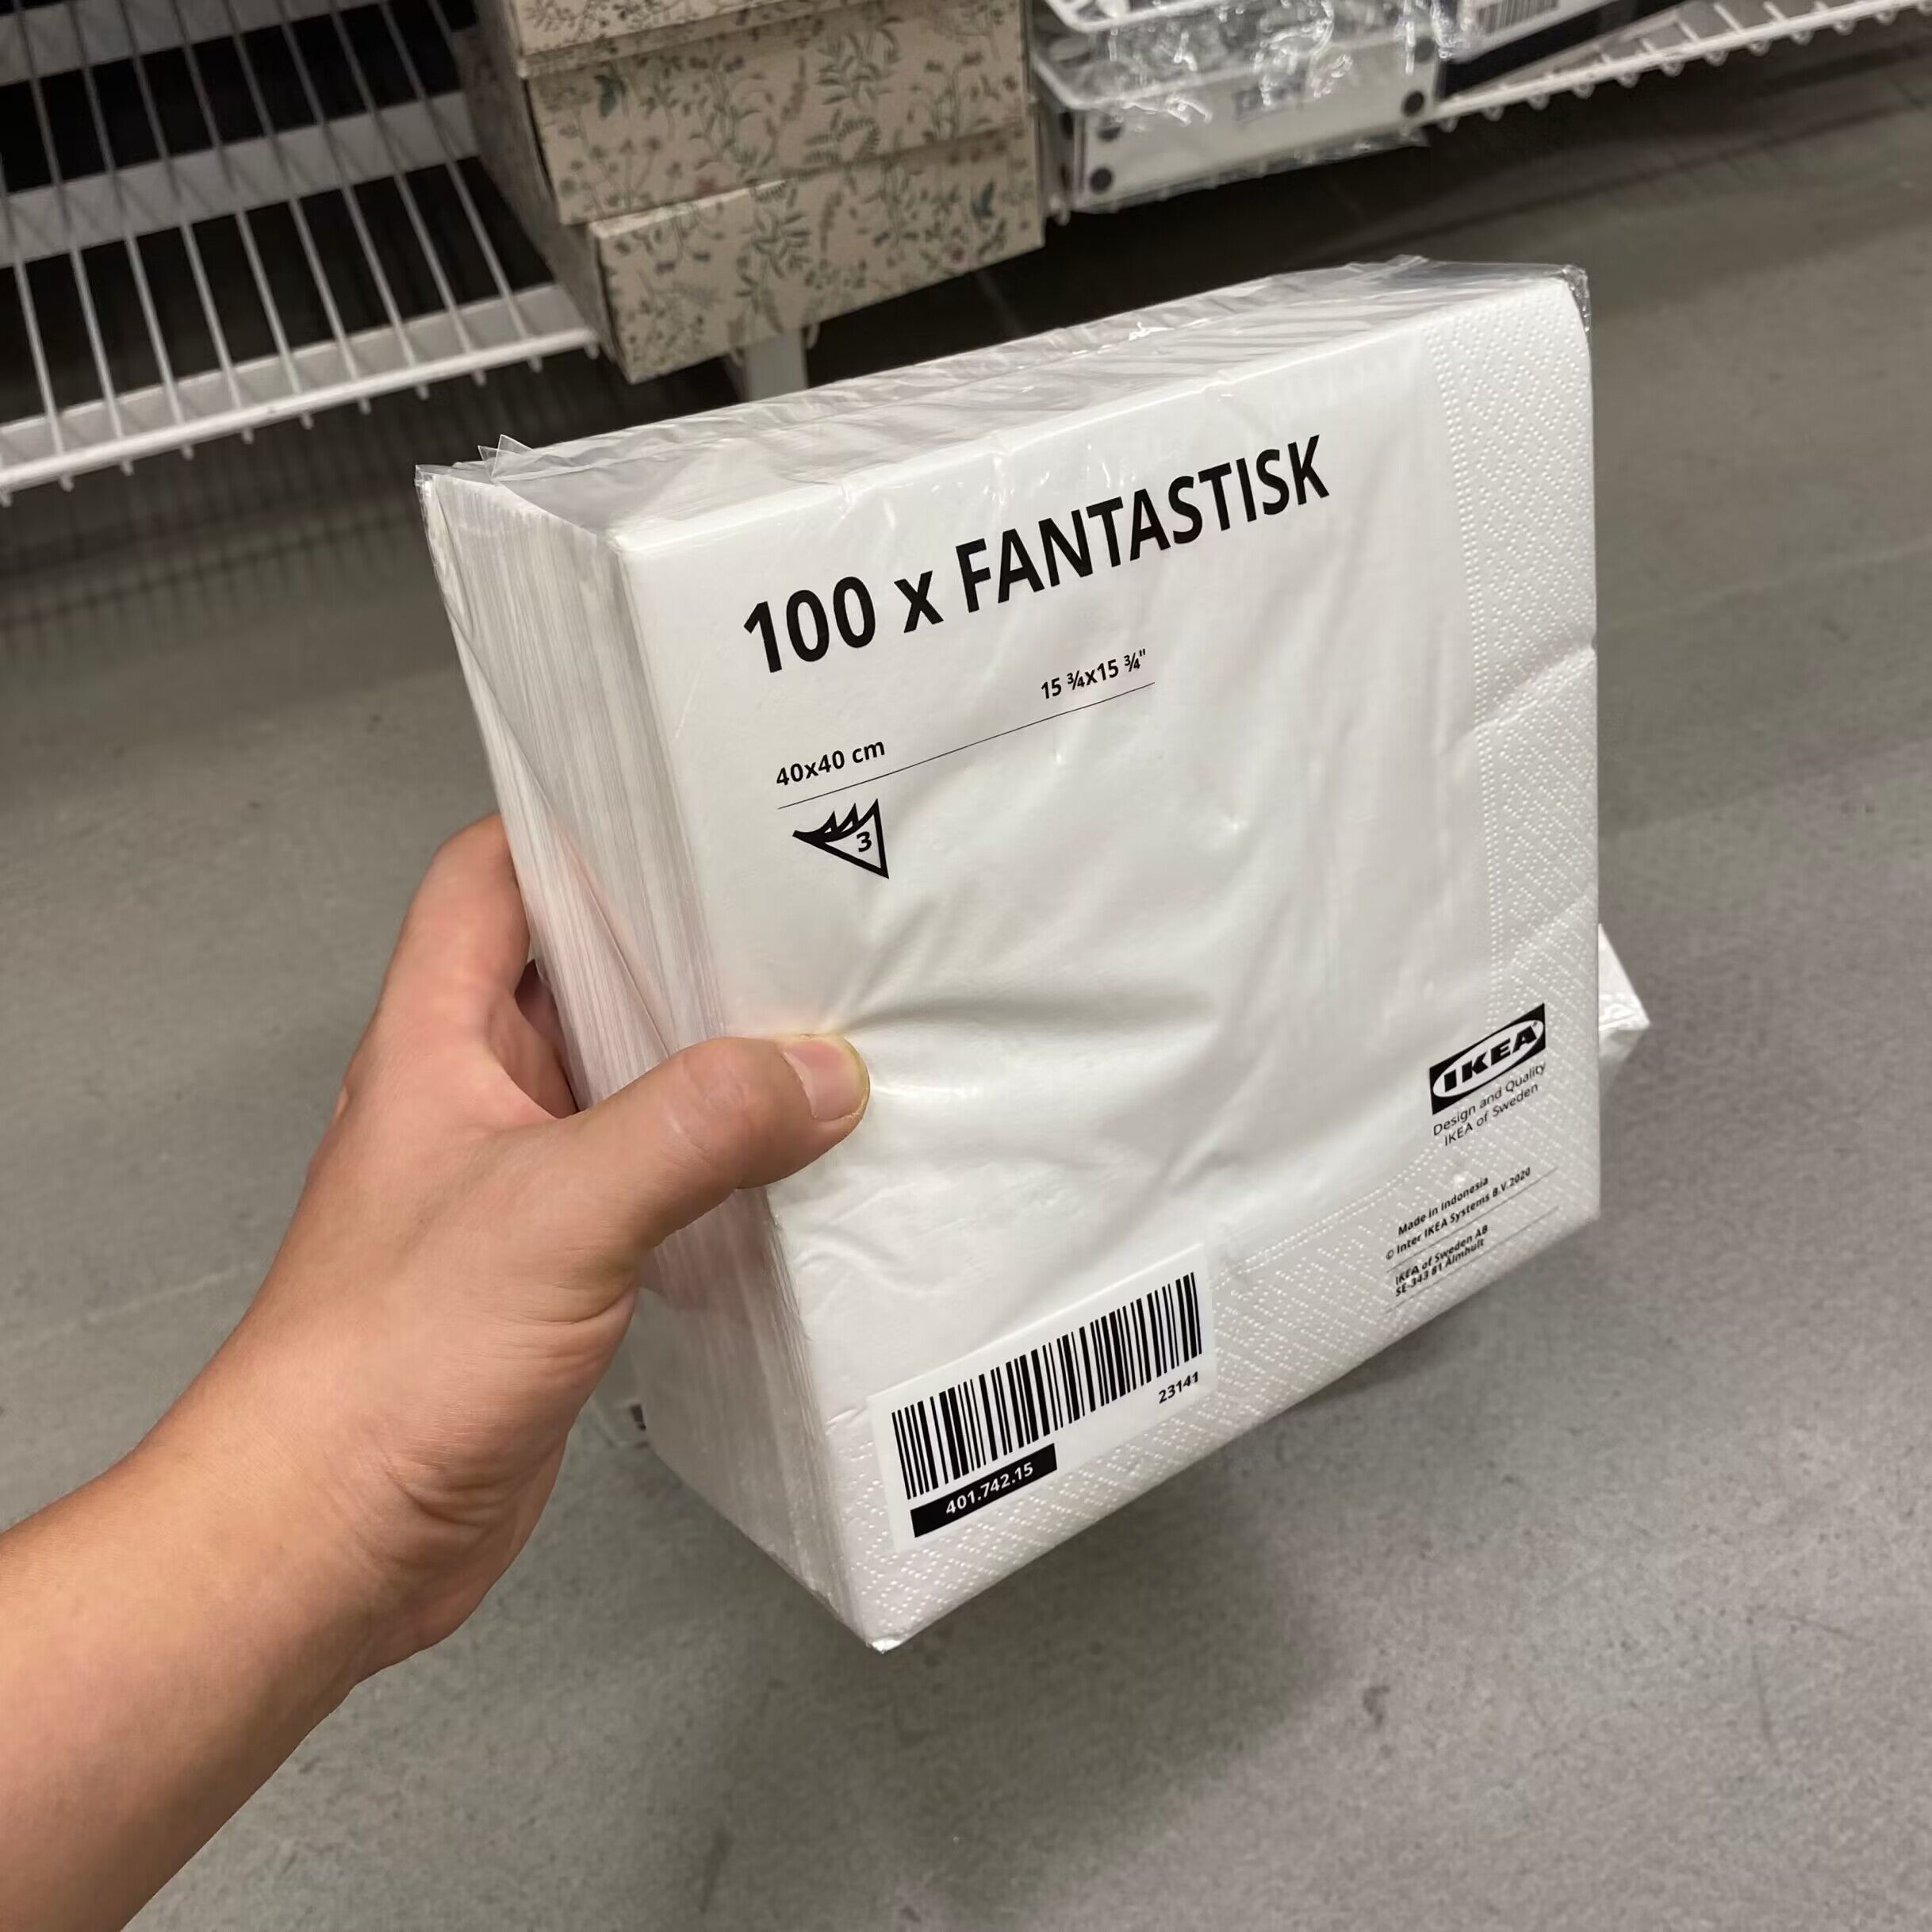 100 x FANTASTISK
15 ¾x15 ¾"
40x40 cm
3
IKEA
Design and Quality
IKEA of Sweden
Made in Indonesia
© Inter IKEA Systems B.V. 2020
IKEA of Sweden AB
SE-343 81 Älmhult
23141
401.742.15